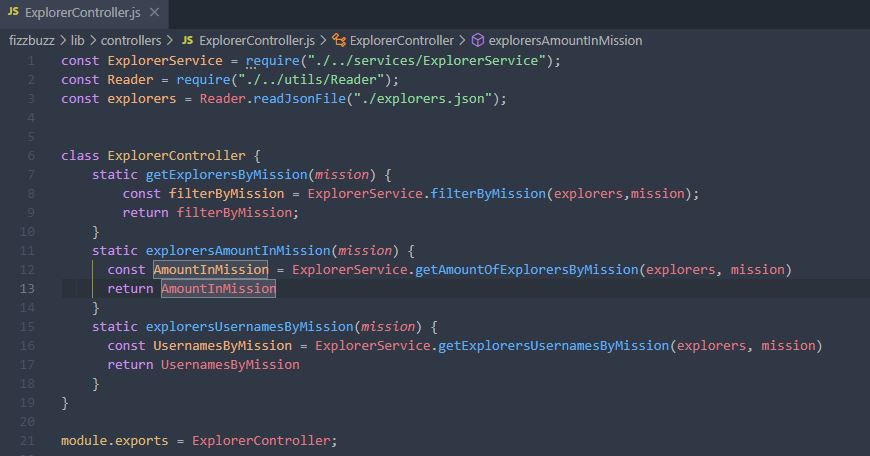 JS ExplorerController.js ×
fizzbuzz > lib > controllers > JS ExplorerController.js > ExplorerController > explorersAmountInMission
1 const ExplorerService = require("./../services/ExplorerService");
2 const Reader = require("./../utils/Reader");
3 const explorers = Reader.readJsonFile("./explorers.json");
4
5
6 class ExplorerController {
7     static getExplorersByMission(mission) {
8         const filterByMission = ExplorerService.filterByMission(explorers,mission);
9         return filterByMission;
10     }
11     static explorersAmountInMission(mission) {
12       const AmountInMission = ExplorerService.getAmountOfExplorersByMission(explorers, mission)
13       return AmountInMission
14     }
15     static explorersUsernamesByMission(mission) {
16       const UsernamesByMission = ExplorerService.getExplorersUsernamesByMission(explorers, mission)
17       return UsernamesByMission
18     }
19 }
20
21 module.exports = ExplorerController;